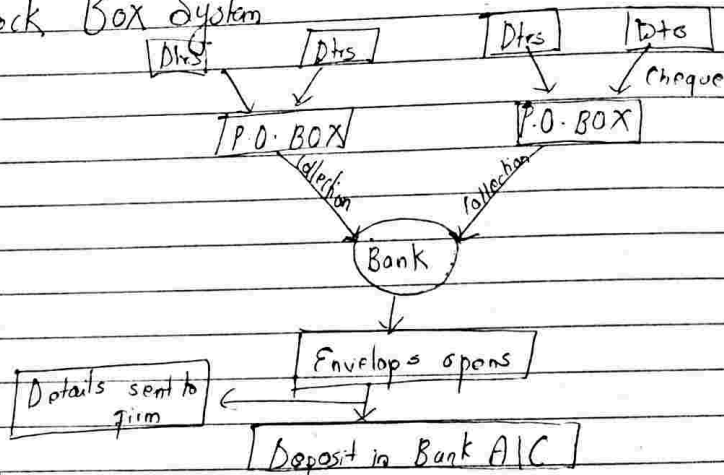 ock Box System
Dtrs Dtrs Dtrs Dtrs
Cheque
P.O. BOX P.O. BOX
Collection Collection
Bank
Envelops opens
Details sent to
firm
Deposit in Bank A/C